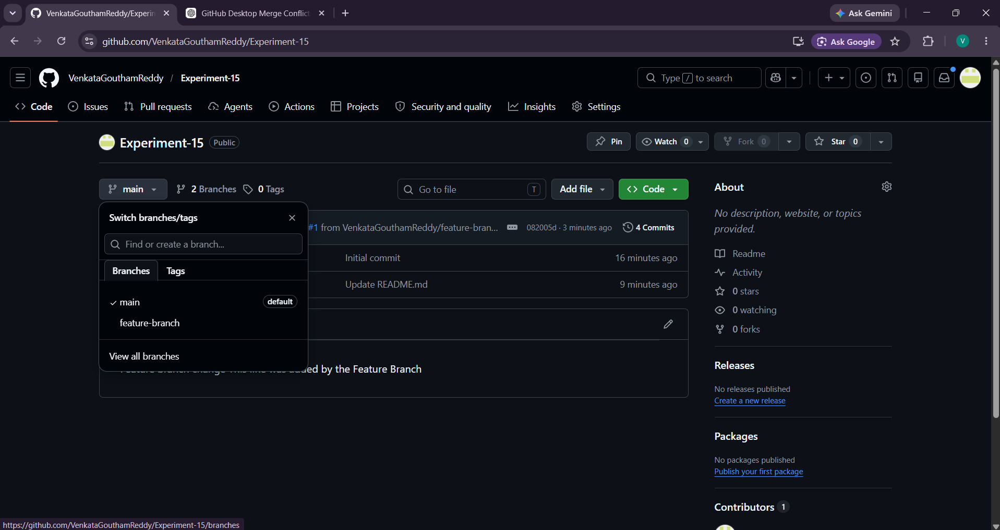 VenkataGouthamReddy/Experin
GitHub Desktop Merge Conflict
Ask Gemini
github.com/VenkataGouthamReddy/Experiment-15
Ask Google
V
VenkataGouthamReddy / Experiment-15
Type / to search
Code
Issues
Pull requests
Agents
Actions
Projects
Security and quality
Insights
Settings
Experiment-15 Public
Pin
Watch 0
Fork 0
Star 0
main
2 Branches
0 Tags
Go to file T
Add file
Code
Switch branches/tags
Find or create a branch...
Branches
Tags
main default
feature-branch
View all branches
#1 from VenkataGouthamReddy/feature-bran...
082005d · 3 minutes ago
4 Commits
Initial commit 16 minutes ago
Update README.md 9 minutes ago
by the Feature Branch
About
No description, website, or topics
provided.
Readme
Activity
0 stars
0 watching
0 forks
Releases
No releases published
Create a new release
Packages
No packages published
Publish your first package
Contributors 1
https://github.com/VenkataGouthamReddy/Experiment-15/branches